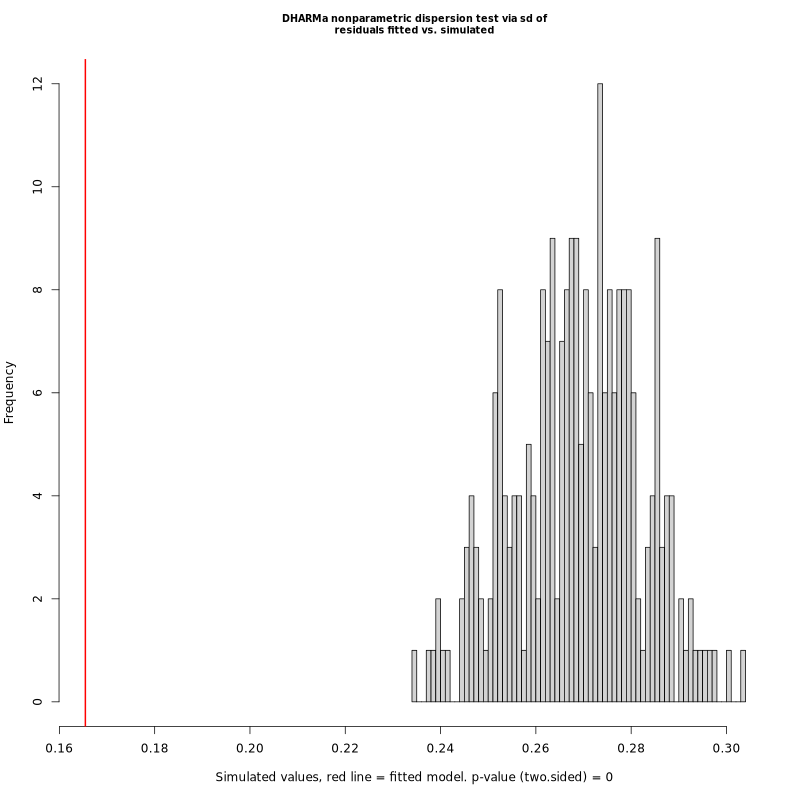 DHARMa nonparametric dispersion test via sd of
residuals fitted vs. simulated
12
10
8
6
4
2
0
Frequency
0.16 0.18 0.20 0.22 0.24 0.26 0.28 0.30
Simulated values, red line = fitted model. p-value (two.sided) = 0